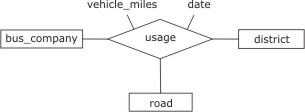 vehicle_miles date
bus_company usage district
road